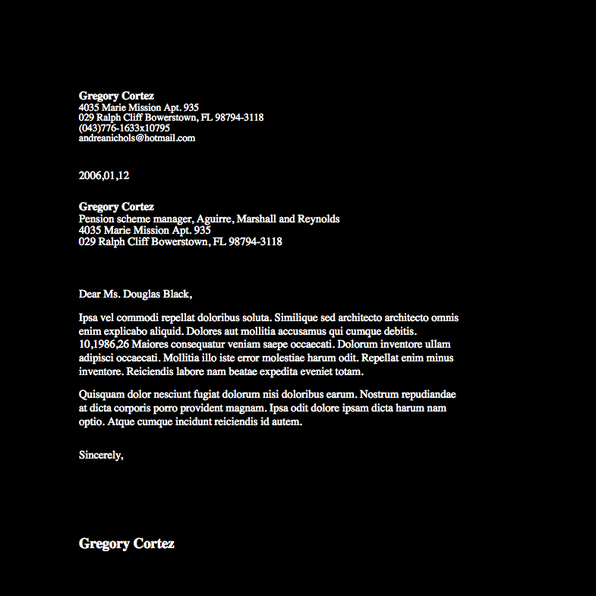 Gregory Cortez
4035 Marie Mission Apt. 935
029 Ralph Cliff Bowerstown, FL 98794-3118
(043)776-1633x10795
andreanichols@hotmail.com
2006,01,12
Gregory Cortez
Pension scheme manager, Aguirre, Marshall and Reynolds
4035 Marie Mission Apt. 935
029 Ralph Cliff Bowerstown, FL 98794-3118
Dear Ms. Douglas Black,
Ipsa vel commodi repellat doloribus soluta. Similique sed architecto architecto omnis
enim explicabo aliquid. Dolores aut mollitia accusamus qui cumque debitis.
10,1986,26 Maiores consequatur veniam saepe occaecati. Dolorum inventore ullam
adipisci occaecati. Mollitia illo iste error molestiae harum odit. Repellat enim minus
inventore. Reiciendis labore nam beatae expedita eveniet totam.
Quisquam dolor nesciunt fugiat dolorum nisi doloribus earum. Nostrum repudiandae
at dicta corporis porro provident magnam. Ipsa odit dolore ipsam dicta harum nam
optio. Atque cumque incidunt reiciendis id autem.
Sincerely,
Gregory Cortez